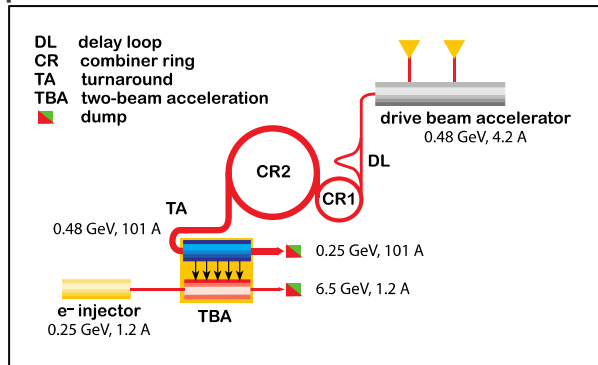 DL delay loop
CR combiner ring
TA turnaround
TBA two-beam acceleration
dump
drive beam accelerator
0.48 GeV, 4.2 A
DL
CR2
CR1
TA
0.48 GeV, 101 A
0.25 GeV, 101 A
6.5 GeV, 1.2 A
e⁻ injector
0.25 GeV, 1.2 A
TBA